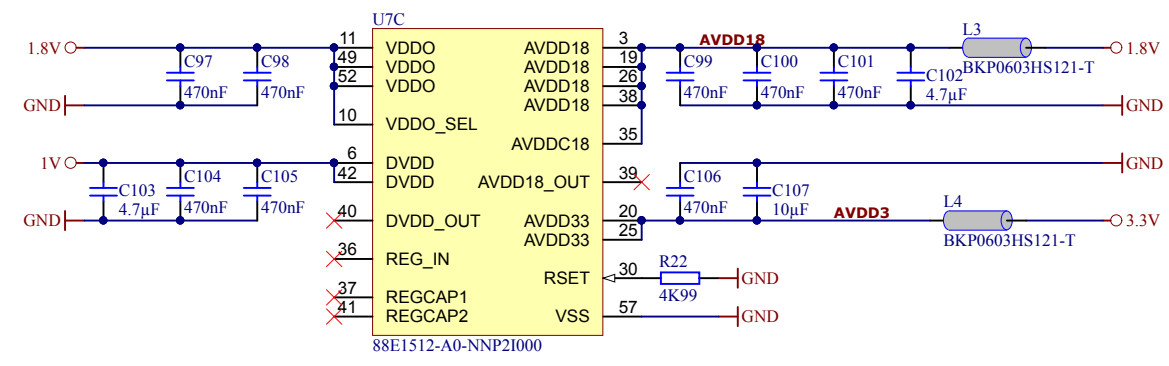 U7C
1.8V
GND
C97
470nF
C98
470nF
1V
GND
C103
4.7µF
C104
470nF
C105
470nF
11 VDDO
49 VDDO
52 VDDO
10 VDDO_SEL
6 DVDD
42 DVDD
40 DVDD_OUT
36 REG_IN
37 REGCAP1
41 REGCAP2
AVDD18 3
AVDD18 19
AVDD18 26
AVDD18 38
AVDDC18 35
AVDD18_OUT 39
AVDD33 20
AVDD33 25
RSET 30
VSS 57
88E1512-A0-NNP2I000
AVDD18
C99
470nF
C100
470nF
C101
470nF
C102
4.7µF
L3
BKP0603HS121-T
1.8V
GND
GND
C106
470nF
C107
10µF
AVDD3
L4
BKP0603HS121-T
3.3V
R22
4K99
GND
GND